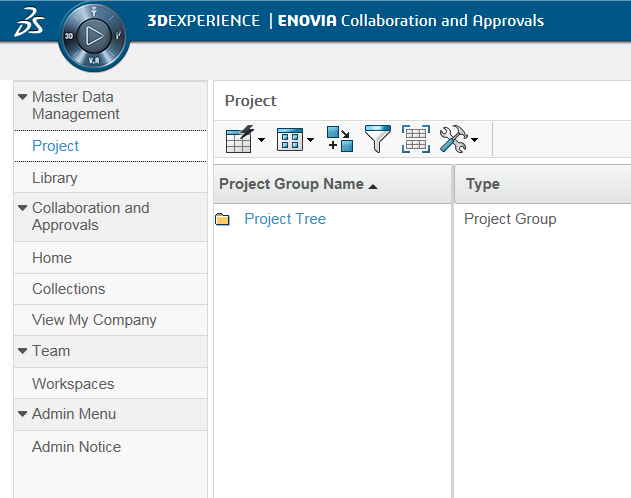 3DEXPERIENCE | ENOVIA Collaboration and Approvals
3D
V.R
Master Data
Management
Project
Library
Collaboration and
Approvals
Home
Collections
View My Company
Team
Workspaces
Admin Menu
Admin Notice
Project
Project Group Name
Type
Project Tree
Project Group